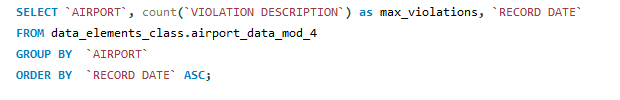 SELECT `AIRPORT`, count(`VIOLATION DESCRIPTION`) as max_violations, `RECORD DATE`
FROM data_elements_class.airport_data_mod_4
GROUP BY  `AIRPORT`
ORDER BY  `RECORD DATE` ASC;